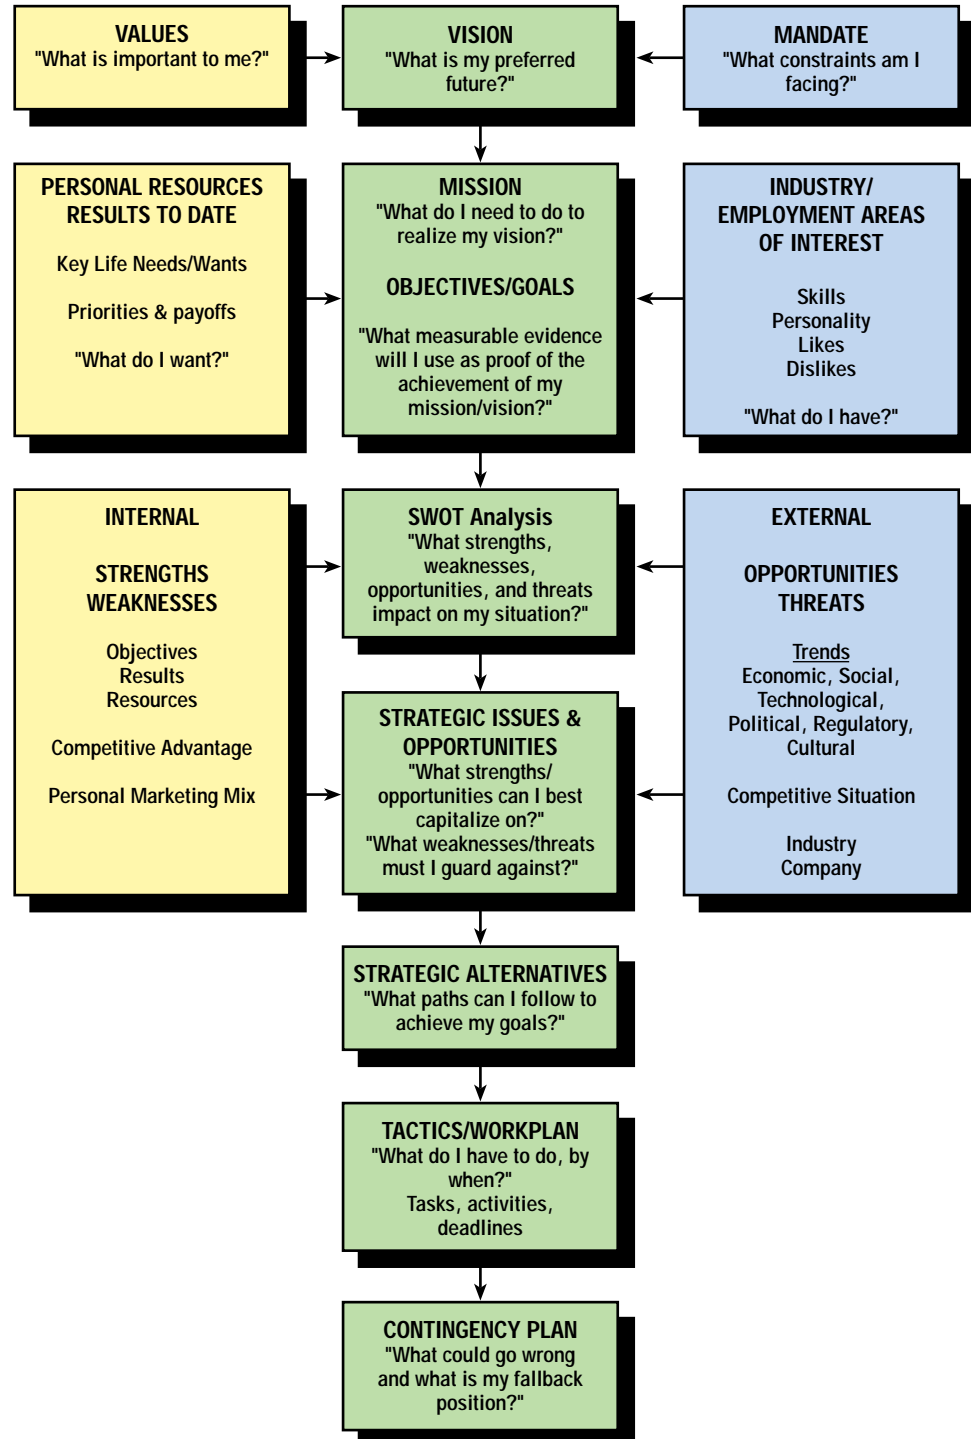 VALUES
"What is important to me?"
VISION
"What is my preferred
future?"
MANDATE
"What constraints am I
facing?"
PERSONAL RESOURCES
RESULTS TO DATE
Key Life Needs/Wants
Priorities & payoffs
"What do I want?"
MISSION
"What do I need to do to
realize my vision?"
OBJECTIVES/GOALS
"What measurable evidence
will I use as proof of the
achievement of my
mission/vision?"
INDUSTRY/
EMPLOYMENT AREAS
OF INTEREST
Skills
Personality
Likes
Dislikes
"What do I have?"
INTERNAL
STRENGTHS
WEAKNESSES
Objectives
Results
Resources
Competitive Advantage
Personal Marketing Mix
SWOT Analysis
"What strengths,
weaknesses,
opportunities, and threats
impact on my situation?"
STRATEGIC ISSUES &
OPPORTUNITIES
"What strengths/
opportunities can I best
capitalize on?"
"What weaknesses/threats
must I guard against?"
EXTERNAL
OPPORTUNITIES
THREATS
Trends
Economic, Social,
Technological,
Political, Regulatory,
Cultural
Competitive Situation
Industry
Company
STRATEGIC ALTERNATIVES
"What paths can I follow to
achieve my goals?"
TACTICS/WORKPLAN
"What do I have to do, by
when?"
Tasks, activities,
deadlines
CONTINGENCY PLAN
"What could go wrong
and what is my fallback
position?"